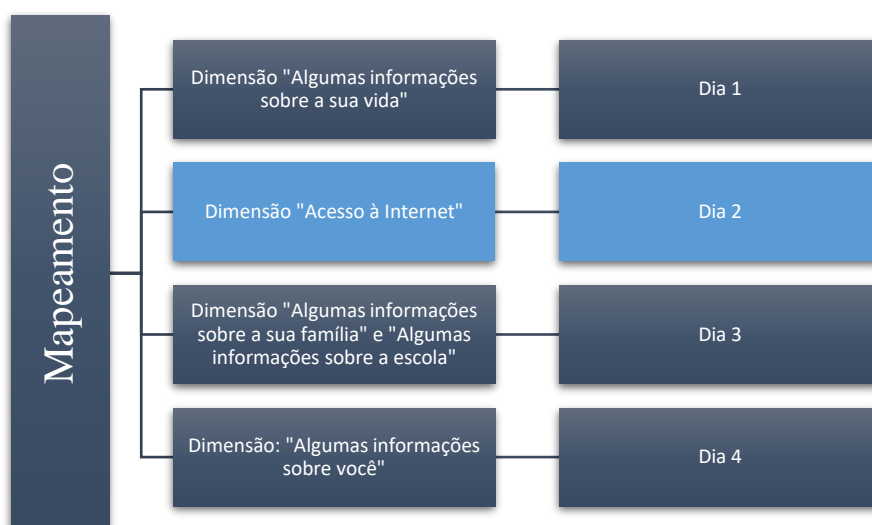 Mapeamento
Dimensão "Algumas informações
sobre a sua vida"
Dia 1
Dimensão "Acesso à Internet"
Dia 2
Dimensão "Algumas informações
sobre a sua família" e "Algumas
informações sobre a escola"
Dia 3
Dimensão: "Algumas informações
sobre você"
Dia 4